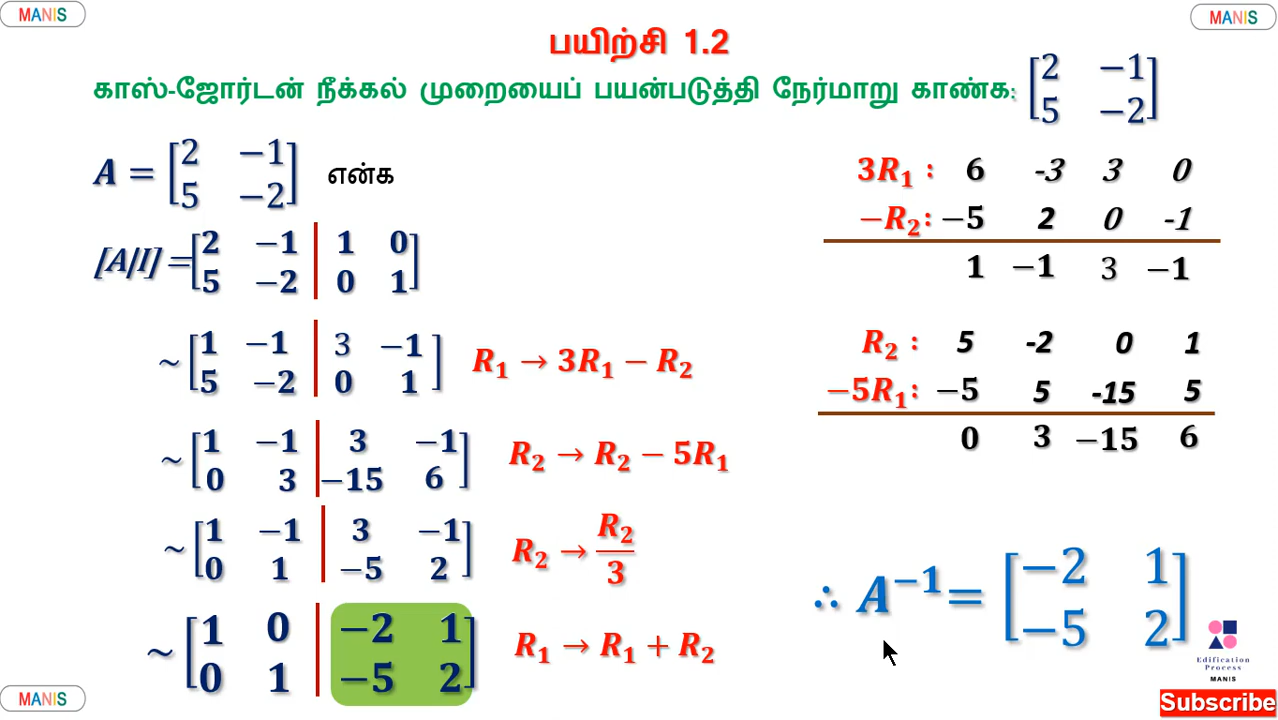 MANIS
MANIS
பயிற்சி 1.2
காஸ்-ஜோர்டன் நீக்கல் முறையைப் பயன்படுத்தி நேர்மாறு காண்க: [2 −1
5 −2]
A = [2 −1
5 −2] என்க
[A/I] = [2 −1 | 1 0
5 −2 | 0 1]
~ [1 −1 | 3 −1
5 −2 | 0 1] R₁ → 3R₁ − R₂
~ [1 −1 | 3 −1
0 3 | −15 6] R₂ → R₂ − 5R₁
~ [1 −1 | 3 −1
0 1 | −5 2] R₂ → R₂/3
~ [1 0 | −2 1
0 1 | −5 2] R₁ → R₁ + R₂
3R₁ : 6 -3 3 0
−R₂: −5 2 0 -1
1 −1 3 −1
R₂ : 5 -2 0 1
−5R₁: −5 5 -15 5
0 3 −15 6
∴ A⁻¹ = [−2 1
−5 2]
Edification
Process
MANIS
Subscribe
MANIS